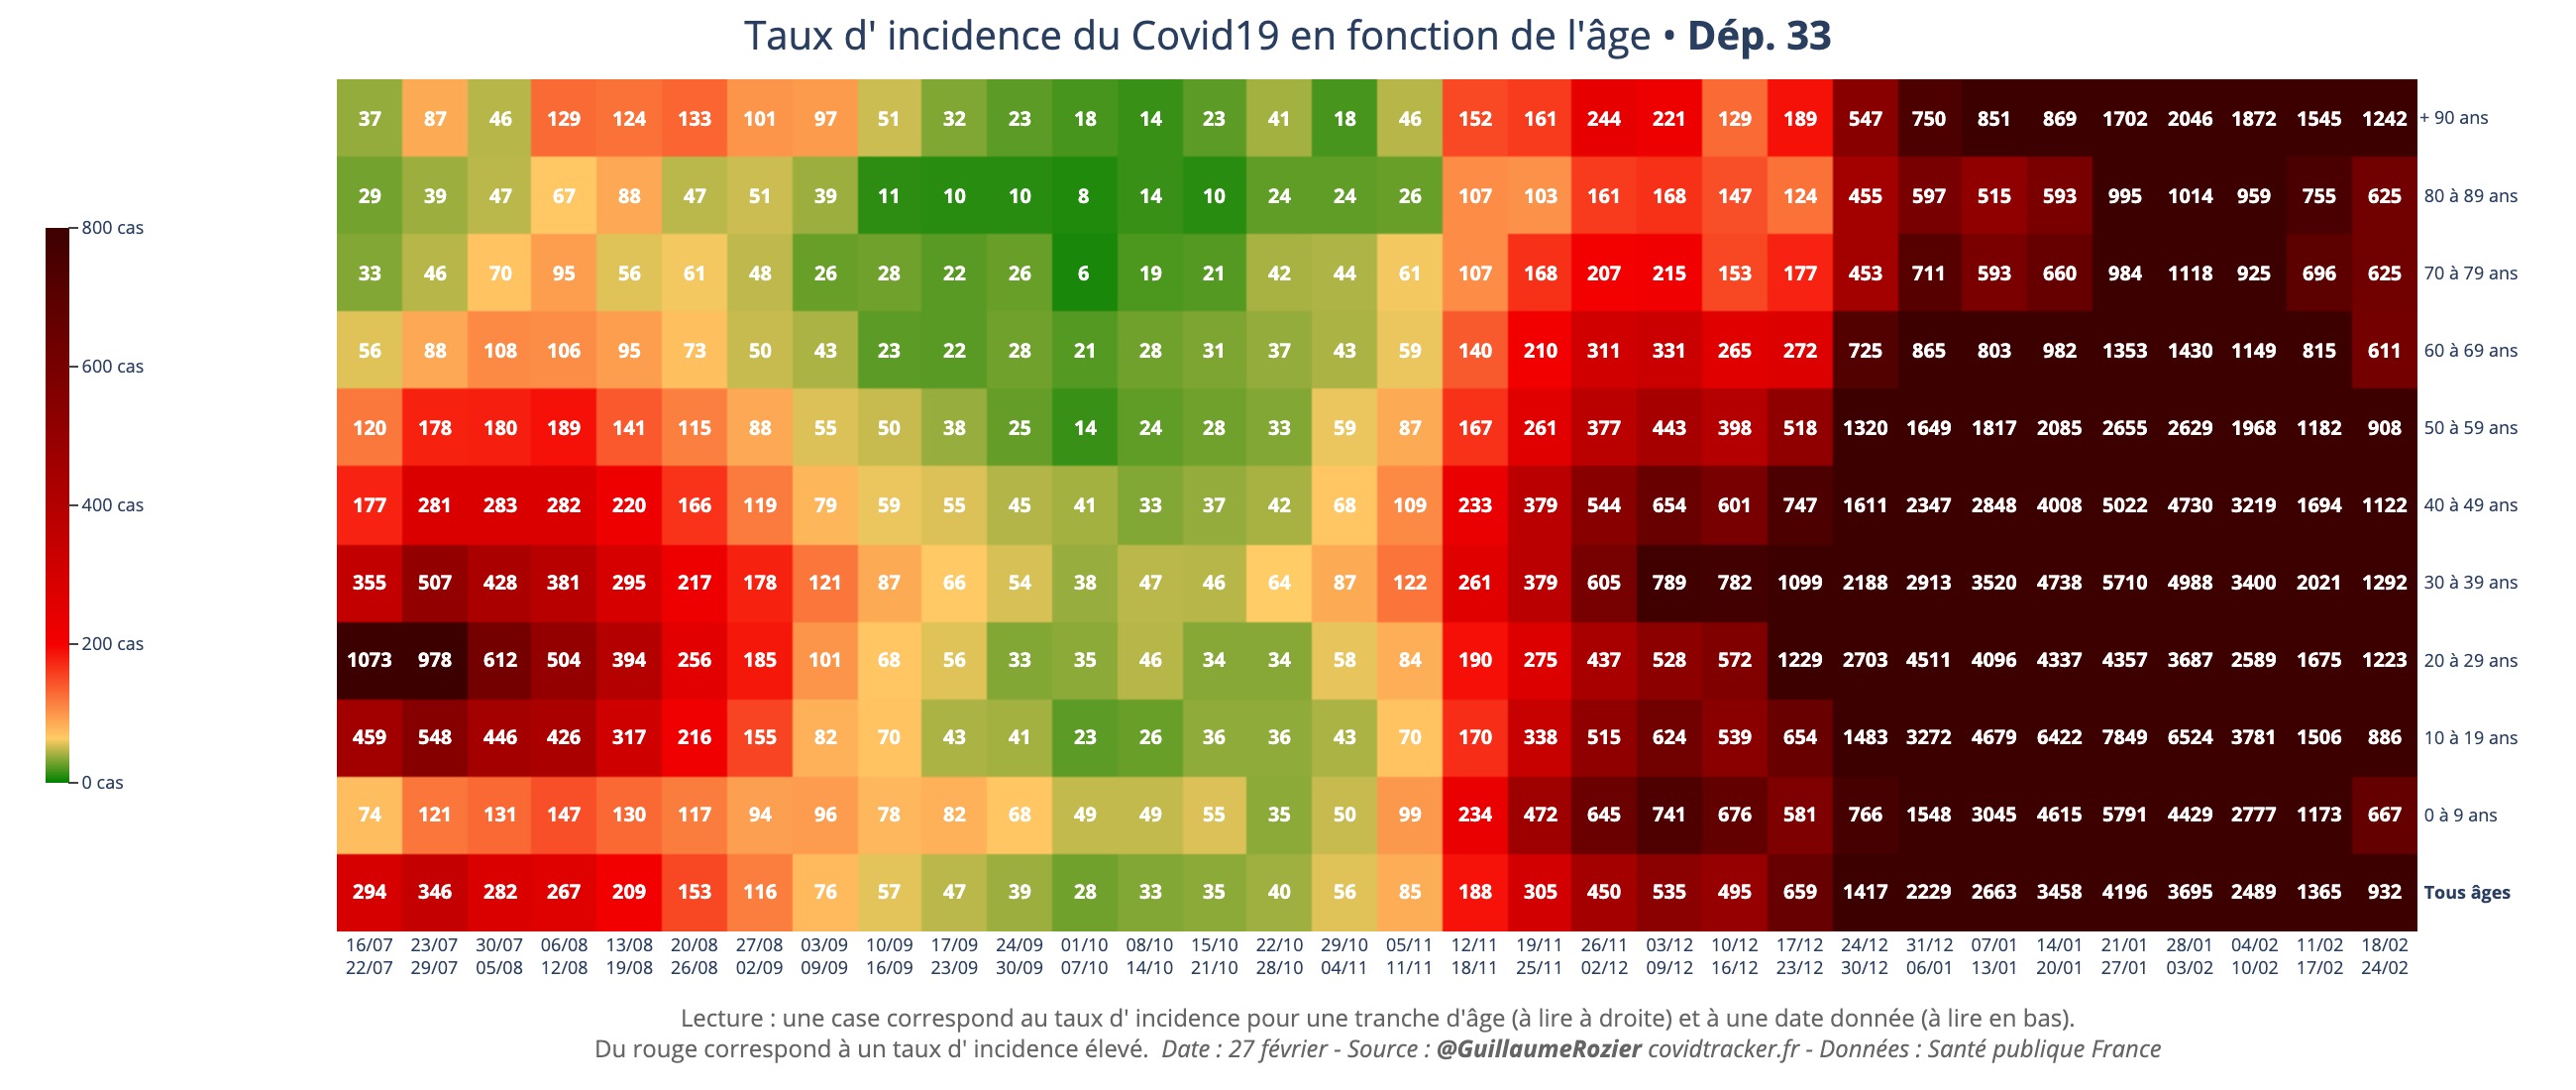 Taux d' incidence du Covid19 en fonction de l'âge • Dép. 33
800 cas
600 cas
400 cas
200 cas
0 cas
37 87 46 129 124 133 101 97 51 32 23 18 14 23 41 18 46 152 161 244 221 129 189 547 750 851 869 1702 2046 1872 1545 1242 + 90 ans
29 39 47 67 88 47 51 39 11 10 10 8 14 10 24 24 26 107 103 161 168 147 124 455 597 515 593 995 1014 959 755 625 80 à 89 ans
33 46 70 95 56 61 48 26 28 22 26 6 19 21 42 44 61 107 168 207 215 153 177 453 711 593 660 984 1118 925 696 625 70 à 79 ans
56 88 108 106 95 73 50 43 23 22 28 21 28 31 37 43 59 140 210 311 331 265 272 725 865 803 982 1353 1430 1149 815 611 60 à 69 ans
120 178 180 189 141 115 88 55 50 38 25 14 24 28 33 59 87 167 261 377 443 398 518 1320 1649 1817 2085 2655 2629 1968 1182 908 50 à 59 ans
177 281 283 282 220 166 119 79 59 55 45 41 33 37 42 68 109 233 379 544 654 601 747 1611 2347 2848 4008 5022 4730 3219 1694 1122 40 à 49 ans
355 507 428 381 295 217 178 121 87 66 54 38 47 46 64 87 122 261 379 605 789 782 1099 2188 2913 3520 4738 5710 4988 3400 2021 1292 30 à 39 ans
1073 978 612 504 394 256 185 101 68 56 33 35 46 34 34 58 84 190 275 437 528 572 1229 2703 4511 4096 4337 4357 3687 2589 1675 1223 20 à 29 ans
459 548 446 426 317 216 155 82 70 43 41 23 26 36 36 43 70 170 338 515 624 539 654 1483 3272 4679 6422 7849 6524 3781 1506 886 10 à 19 ans
74 121 131 147 130 117 94 96 78 82 68 49 49 55 35 50 99 234 472 645 741 676 581 766 1548 3045 4615 5791 4429 2777 1173 667 0 à 9 ans
294 346 282 267 209 153 116 76 57 47 39 28 33 35 40 56 85 188 305 450 535 495 659 1417 2229 2663 3458 4196 3695 2489 1365 932 Tous âges
16/07 23/07 30/07 06/08 13/08 20/08 27/08 03/09 10/09 17/09 24/09 01/10 08/10 15/10 22/10 29/10 05/11 12/11 19/11 26/11 03/12 10/12 17/12 24/12 31/12 07/01 14/01 21/01 28/01 04/02 11/02 18/02
22/07 29/07 05/08 12/08 19/08 26/08 02/09 09/09 16/09 23/09 30/09 07/10 14/10 21/10 28/10 04/11 11/11 18/11 25/11 02/12 09/12 16/12 23/12 30/12 06/01 13/01 20/01 27/01 03/02 10/02 17/02 24/02
Lecture : une case correspond au taux d' incidence pour une tranche d'âge (à lire à droite) et à une date donnée (à lire en bas).
Du rouge correspond à un taux d' incidence élevé. Date : 27 février - Source : @GuillaumeRozier covidtracker.fr - Données : Santé publique France